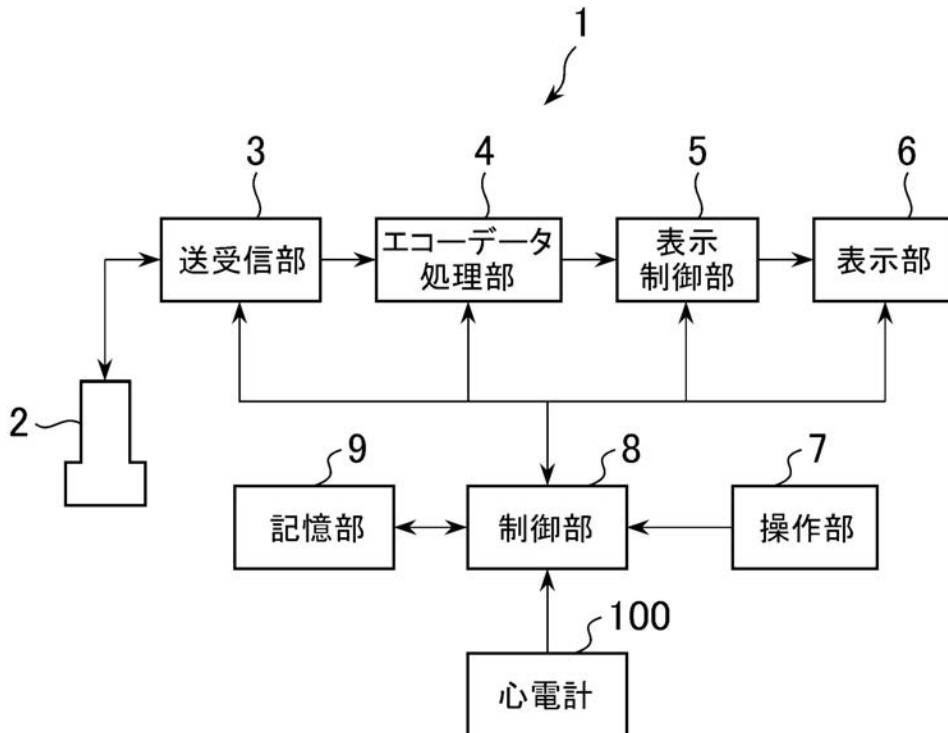 1
3
4
5
6
送受信部
エコーデータ
処理部
表示
制御部
表示部
2
9
8
7
記憶部
制御部
操作部
100
心電計